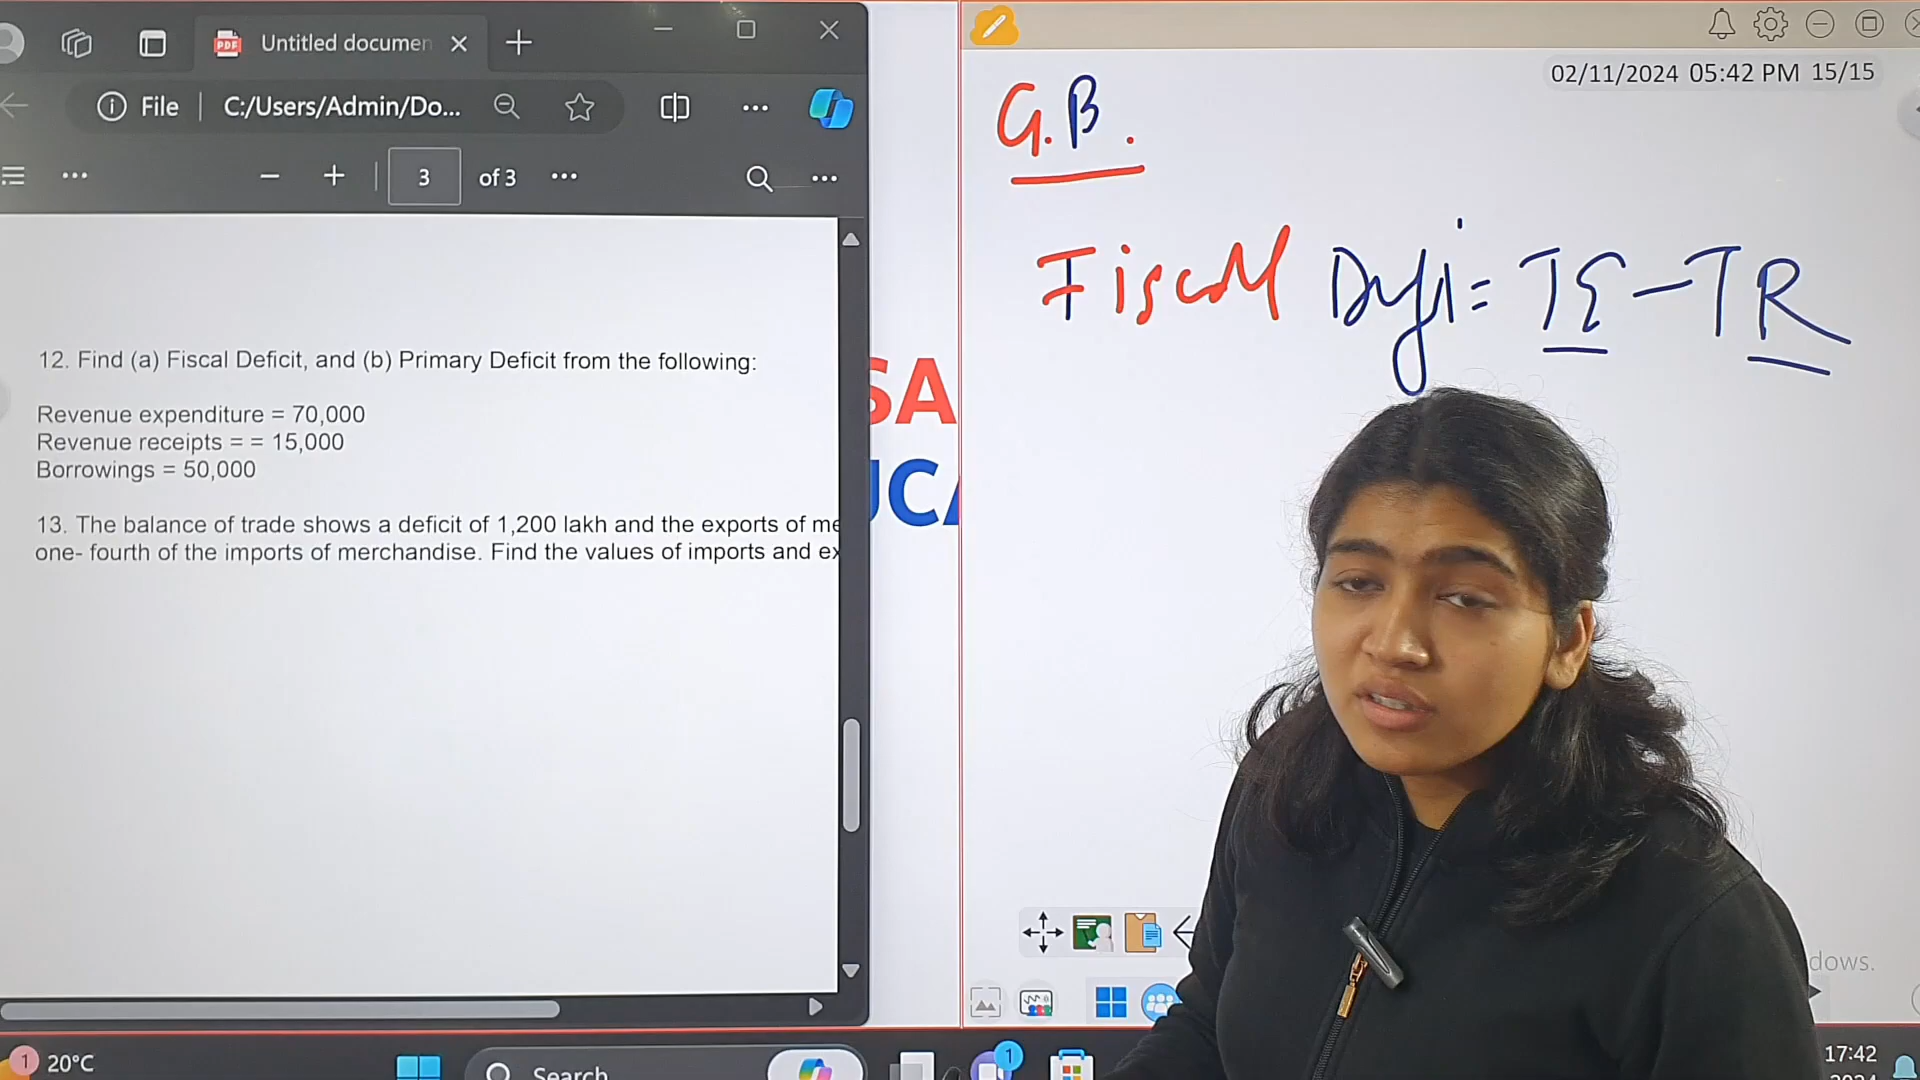 Untitled documen
File
C:/Users/Admin/Do...
3 of 3
12. Find (a) Fiscal Deficit, and (b) Primary Deficit from the following:
Revenue expenditure = 70,000
Revenue receipts = = 15,000
Borrowings = 50,000
13. The balance of trade shows a deficit of 1,200 lakh and the exports of me
one- fourth of the imports of merchandise. Find the values of imports and ex
SA
UCA
02/11/2024 05:42 PM 15/15
G.B.
Fiscal Defi = TE - TR
dows.
1
20°C
Search
1
17:42